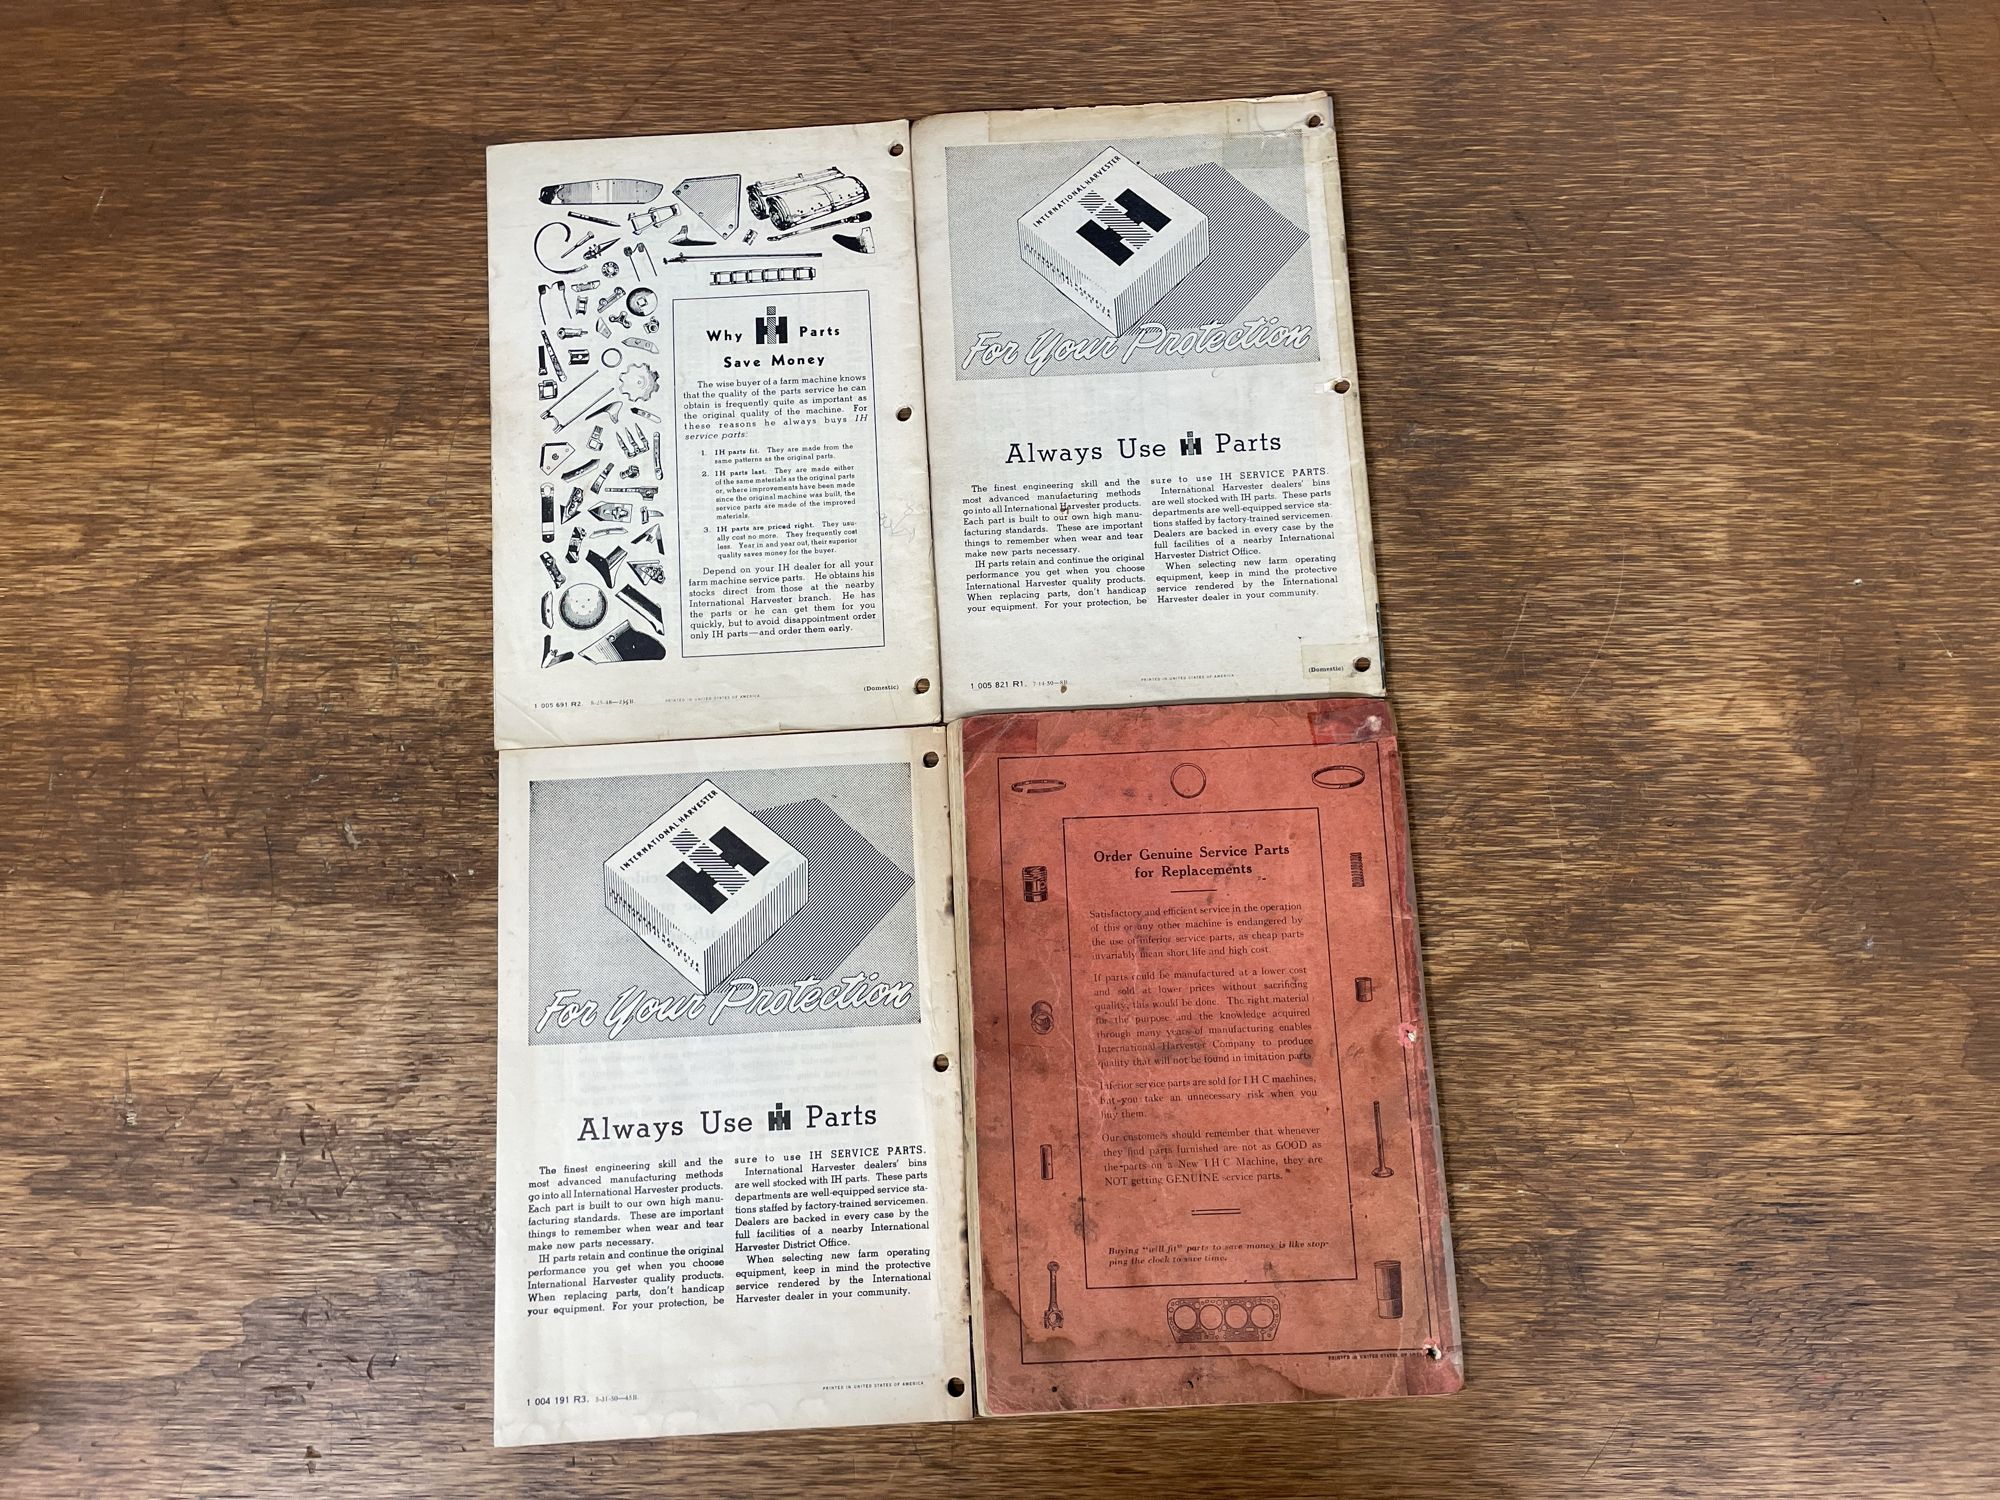 Why IH Parts
Save Money
The wise buyer of a farm machine knows
that the quality of the parts service he can
obtain is frequently quite as important as
the original quality of the machine. For
these reasons he always buys IH
service parts:
1. IH parts fit. They are made from the
same patterns as the original parts.
2. IH parts last. They are made either
of the same materials as the original parts
or, where improvements have been made
since the original machine was built, the
service parts are made of the improved
materials.
3. IH parts are priced right. They usu-
ally cost no more. They frequently cost
less. Year in and year out, their superior
quality saves money for the buyer.
Depend on your IH dealer for all your
farm machine service parts. He obtains his
stocks direct from those at the nearby
International Harvester branch. He has
the parts or he can get them for you
quickly, but to avoid disappointment order
only IH parts—and order them early.
(Domestic)
1 005 691 R2.
PRINTED IN UNITED STATES OF AMERICA
INTERNATIONAL HARVESTER
IH
INTERNATIONAL HARVESTER
For Your Protection
Always Use IH Parts
The finest engineering skill and the
most advanced manufacturing methods
go into all International Harvester products.
Each part is built to our own high manu-
facturing standards. These are important
things to remember when wear and tear
make new parts necessary.
IH parts retain and continue the original
performance you get when you choose
International Harvester quality products.
When replacing parts, don't handicap
your equipment. For your protection, be
sure to use IH SERVICE PARTS.
International Harvester dealers' bins
are well stocked with IH parts. These parts
departments are well-equipped service sta-
tions staffed by factory-trained servicemen.
Dealers are backed in every case by the
full facilities of a nearby International
Harvester District Office.
When selecting new farm operating
equipment, keep in mind the protective
service rendered by the International
Harvester dealer in your community.
(Domestic)
1 005 821 R1. 7-14-50—8H
PRINTED IN UNITED STATES OF AMERICA
INTERNATIONAL HARVESTER
IH
INTERNATIONAL HARVESTER
For Your Protection
Always Use IH Parts
The finest engineering skill and the
most advanced manufacturing methods
go into all International Harvester products.
Each part is built to our own high manu-
facturing standards. These are important
things to remember when wear and tear
make new parts necessary.
IH parts retain and continue the original
performance you get when you choose
International Harvester quality products.
When replacing parts, don't handicap
your equipment. For your protection, be
sure to use IH SERVICE PARTS.
International Harvester dealers' bins
are well stocked with IH parts. These parts
departments are well-equipped service sta-
tions staffed by factory-trained servicemen.
Dealers are backed in every case by the
full facilities of a nearby International
Harvester District Office.
When selecting new farm operating
equipment, keep in mind the protective
service rendered by the International
Harvester dealer in your community.
1 004 191 R3.
PRINTED IN UNITED STATES OF AMERICA
Order Genuine Service Parts
for Replacements
Satisfactory and efficient service in the operation
of this or any other machine is endangered by
the use of inferior service parts, as cheap parts
invariably mean short life and high cost.
If parts could be manufactured at a lower cost
and sold at lower prices without sacrificing
quality, this would be done. The right material
for the purpose and the knowledge acquired
through many years of manufacturing enables
International Harvester Company to produce
quality that will not be found in imitation parts
Inferior service parts are sold for I H C machines,
but you take an unnecessary risk when you
buy them.
Our customers should remember that whenever
they find parts furnished are not as GOOD as
the parts on a New I H C Machine, they are
NOT getting GENUINE service parts.
Buying "will fit" parts to save money is like stop-
ping the clock to save time.
PRINTED IN UNITED STATES OF